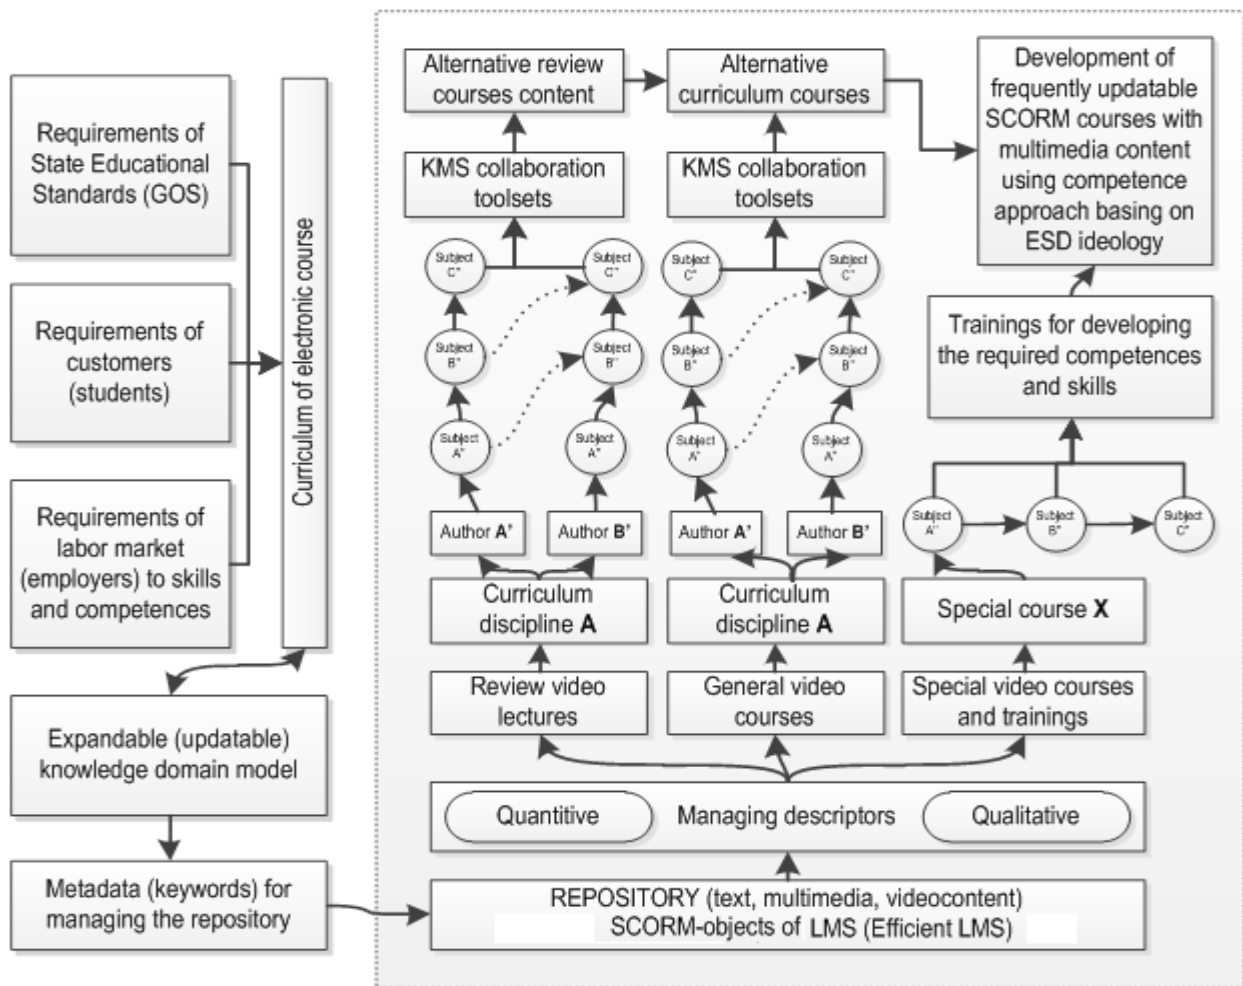 Requirements of
State Educational
Standards (GOS)
Requirements of
customers
(students)
Requirements of
labor market
(employers) to skills
and competences
Curriculum of electronic course
Expandable (updatable)
knowledge domain model
Metadata (keywords) for
managing the repository
Alternative review
courses content
Alternative
curriculum courses
Development of
frequently updatable
SCORM courses with
multimedia content
using competence
approach basing on
ESD ideology
KMS collaboration
toolsets
KMS collaboration
toolsets
Subject
C"
Subject
C"
Subject
C"
Subject
C"
Subject
B"
Subject
B"
Subject
B"
Subject
B"
Subject
A"
Subject
A"
Subject
A"
Subject
A"
Trainings for developing
the required competences
and skills
Subject
A"
Subject
B"
Subject
C"
Author A'
Author B'
Author A'
Author B'
Curriculum
discipline A
Curriculum
discipline A
Special course X
Review video
lectures
General video
courses
Special video courses
and trainings
Quantitive
Managing descriptors
Qualitative
REPOSITORY (text, multimedia, videocontent)
SCORM-objects of LMS (Efficient LMS)